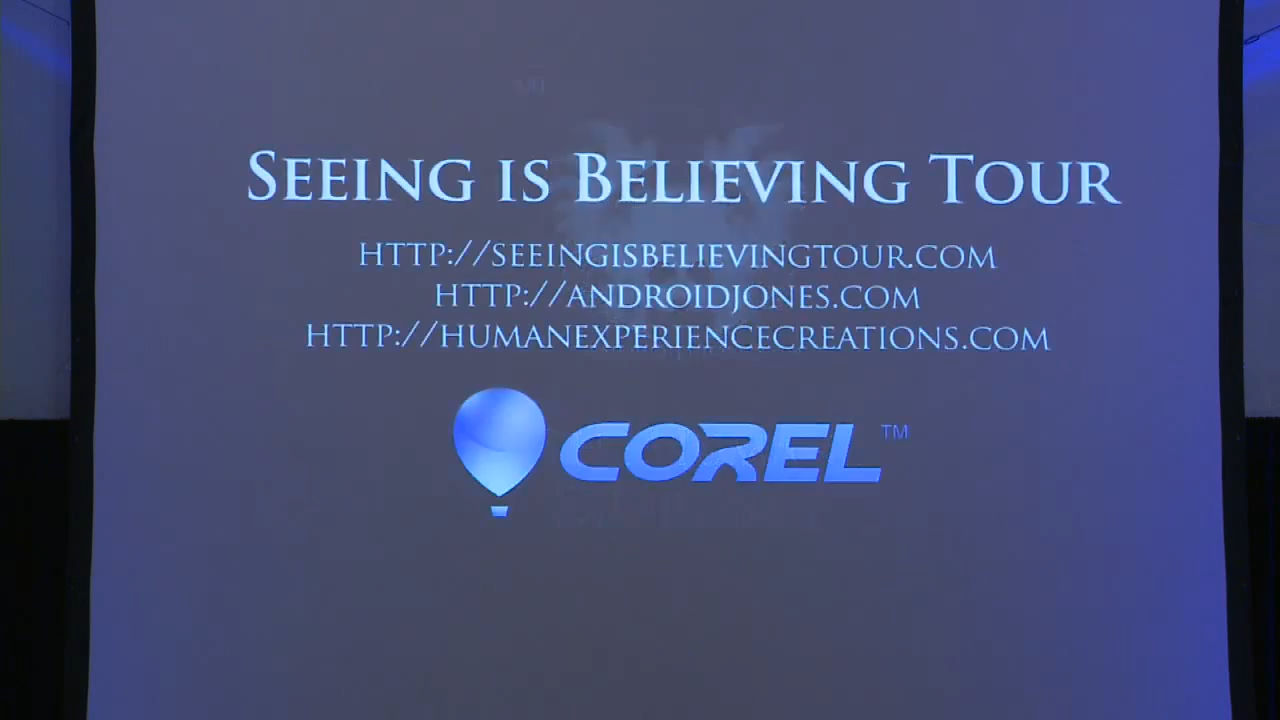 SEEING IS BELIEVING TOUR
HTTP://SEEINGISBELIEVINGTOUR.COM
HTTP://ANDROIDJONES.COM
HTTP://HUMANEXPERIENCECREATIONS.COM
COREL™